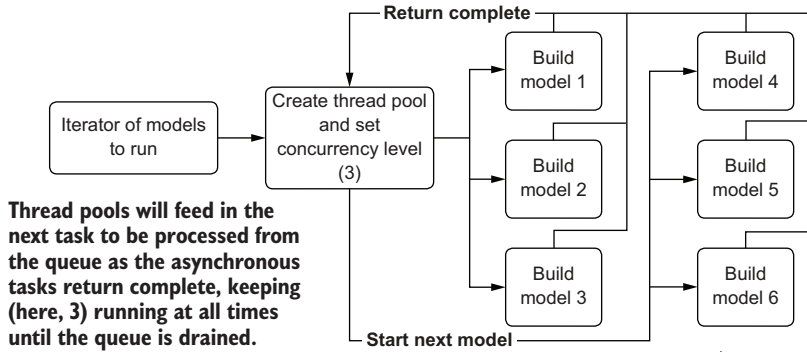 Return complete
Build
model 1
Build
model 4
Iterator of models
to run
Create thread pool
and set
concurrency level
(3)
Build
model 2
Build
model 5
Thread pools will feed in the
next task to be processed from
the queue as the asynchronous
tasks return complete, keeping
(here, 3) running at all times
until the queue is drained.
Build
model 3
Build
model 6
Start next model